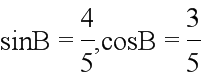 sinB = 4/5, cosB = 3/5